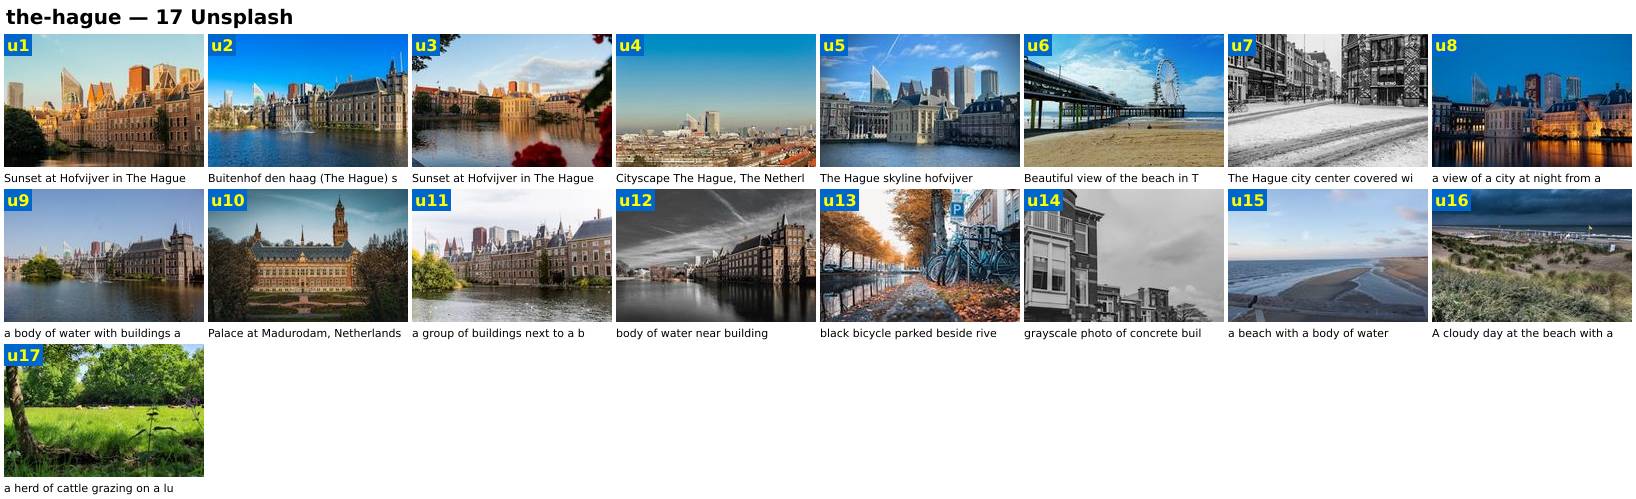 the-hague — 17 Unsplash
u1
u2
u3
u4
u5
u6
u7
u8
Sunset at Hofvijver in The Hague
Buitenhof den haag (The Hague) s
Sunset at Hofvijver in The Hague
Cityscape The Hague, The Netherl
The Hague skyline hofvijver
Beautiful view of the beach in T
The Hague city center covered wi
a view of a city at night from a
u9
u10
u11
u12
u13
P
u14
u15
u16
a body of water with buildings a
Palace at Madurodam, Netherlands
a group of buildings next to a b
body of water near building
black bicycle parked beside rive
grayscale photo of concrete buil
a beach with a body of water
A cloudy day at the beach with a
u17
a herd of cattle grazing on a lu